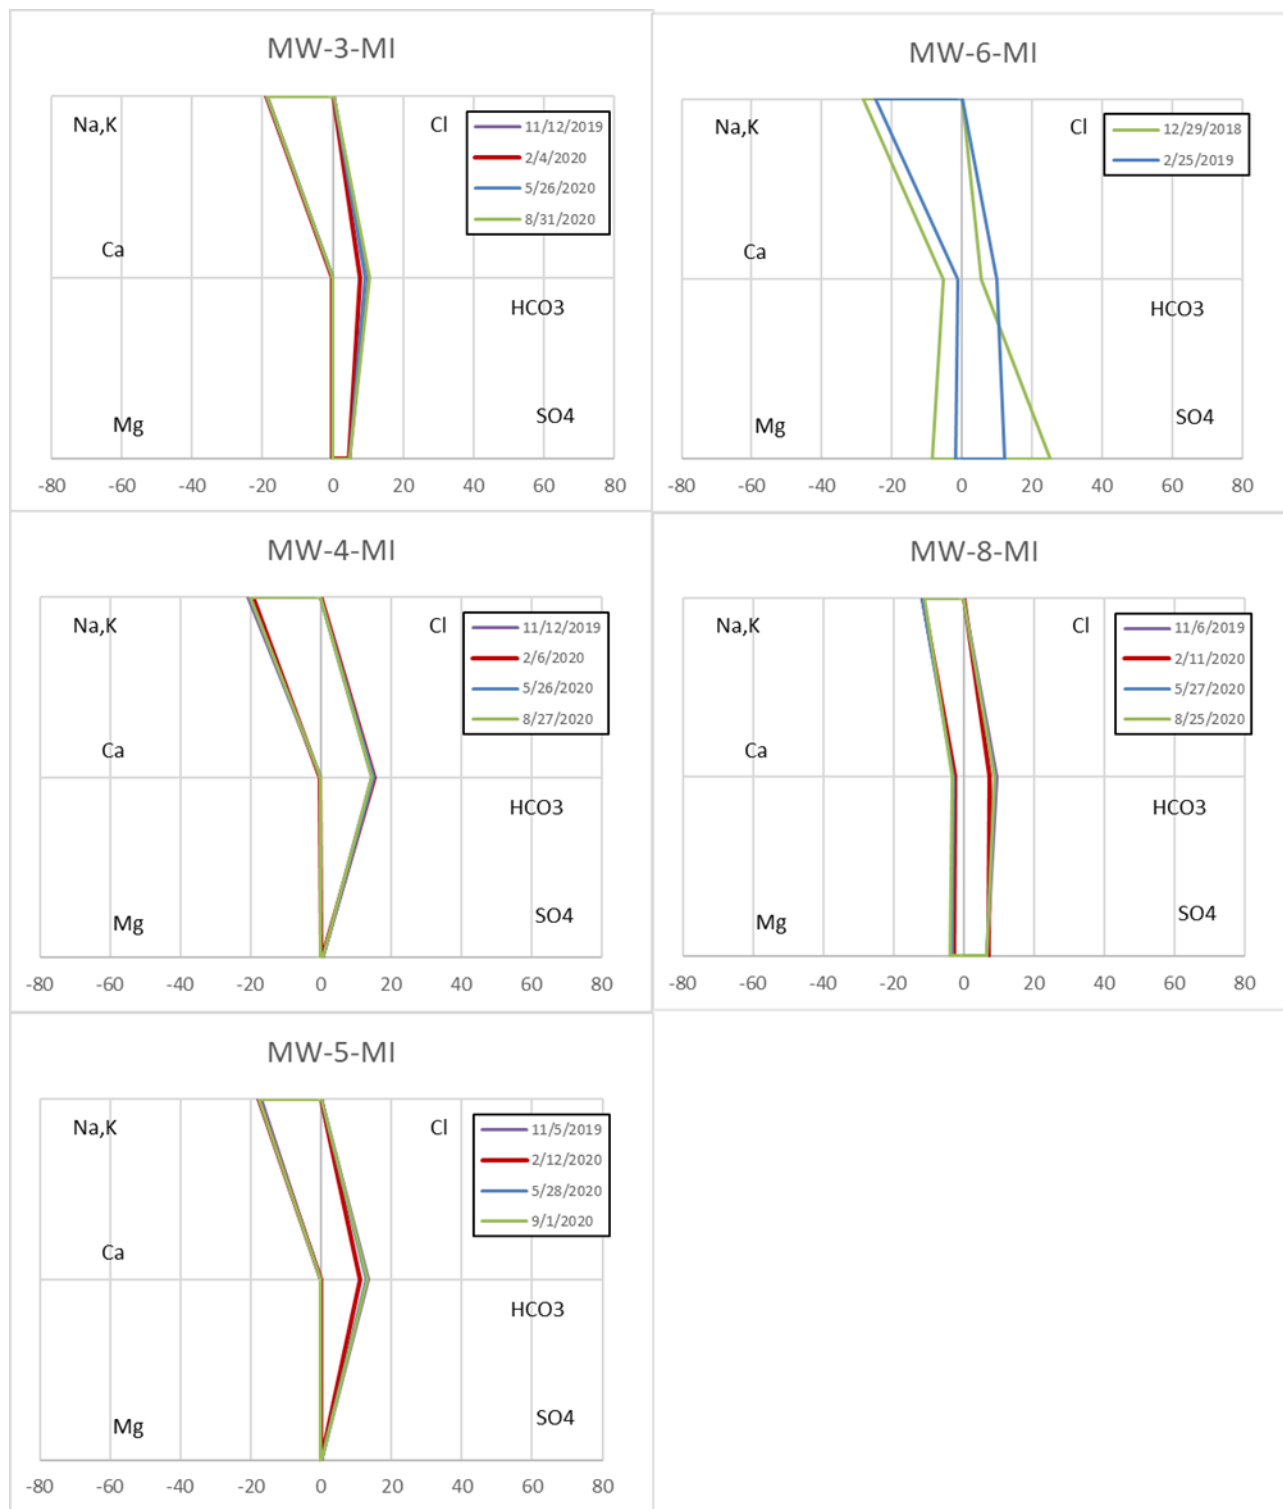 MW-3-MI
Na,K
Cl
11/12/2019
2/4/2020
5/26/2020
8/31/2020
Ca
HCO3
Mg
SO4
-80 -60 -40 -20 0 20 40 60 80
MW-6-MI
Na,K
Cl
12/29/2018
2/25/2019
Ca
HCO3
Mg
SO4
-80 -60 -40 -20 0 20 40 60 80
MW-4-MI
Na,K
Cl
11/12/2019
2/6/2020
5/26/2020
8/27/2020
Ca
HCO3
Mg
SO4
-80 -60 -40 -20 0 20 40 60 80
MW-8-MI
Na,K
Cl
11/6/2019
2/11/2020
5/27/2020
8/25/2020
Ca
HCO3
Mg
SO4
-80 -60 -40 -20 0 20 40 60 80
MW-5-MI
Na,K
Cl
11/5/2019
2/12/2020
5/28/2020
9/1/2020
Ca
HCO3
Mg
SO4
-80 -60 -40 -20 0 20 40 60 80